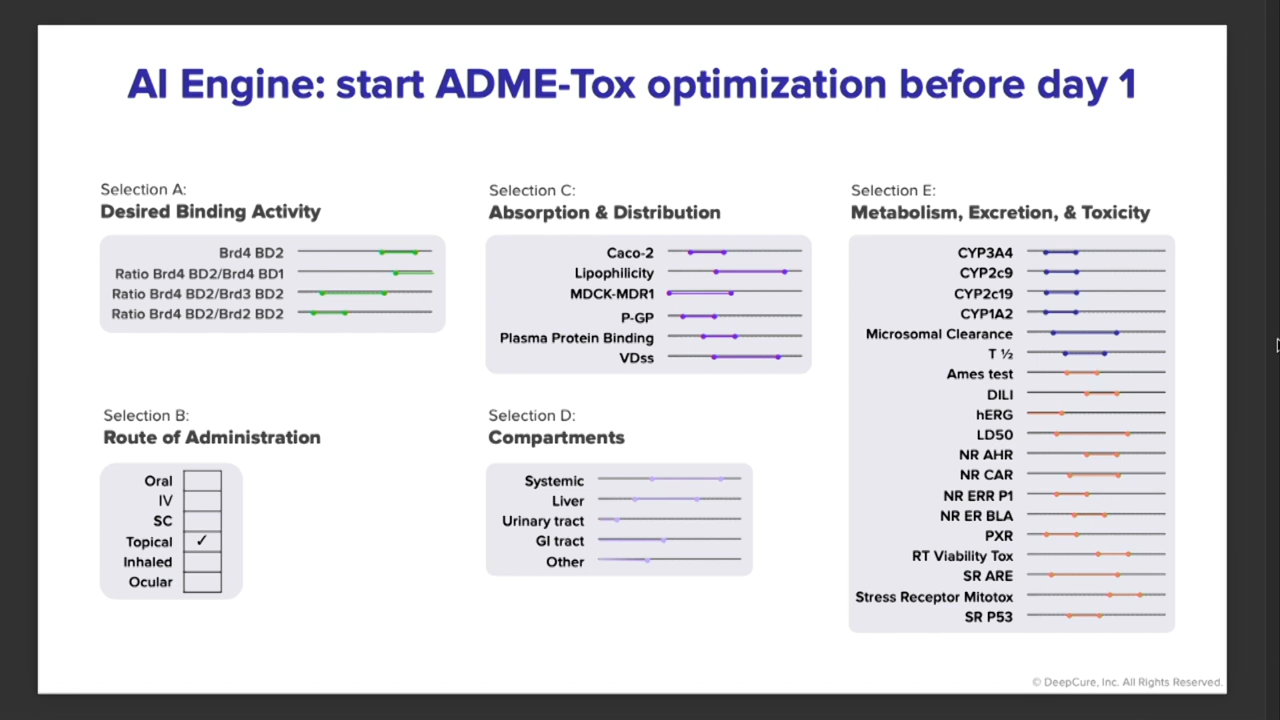 AI Engine: start ADME-Tox optimization before day 1
Selection A:
Desired Binding Activity
Brd4 BD2
Ratio Brd4 BD2/Brd4 BD1
Ratio Brd4 BD2/Brd3 BD2
Ratio Brd4 BD2/Brd2 BD2
Selection B:
Route of Administration
Oral
IV
SC
Topical ✓
Inhaled
Ocular
Selection C:
Absorption & Distribution
Caco-2
Lipophilicity
MDCK-MDR1
P-GP
Plasma Protein Binding
VDss
Selection D:
Compartments
Systemic
Liver
Urinary tract
GI tract
Other
Selection E:
Metabolism, Excretion, & Toxicity
CYP3A4
CYP2c9
CYP2c19
CYP1A2
Microsomal Clearance
T ½
Ames test
DILI
hERG
LD50
NR AHR
NR CAR
NR ERR P1
NR ER BLA
PXR
RT Viability Tox
SR ARE
Stress Receptor Mitotox
SR P53
© DeepCure, Inc. All Rights Reserved.